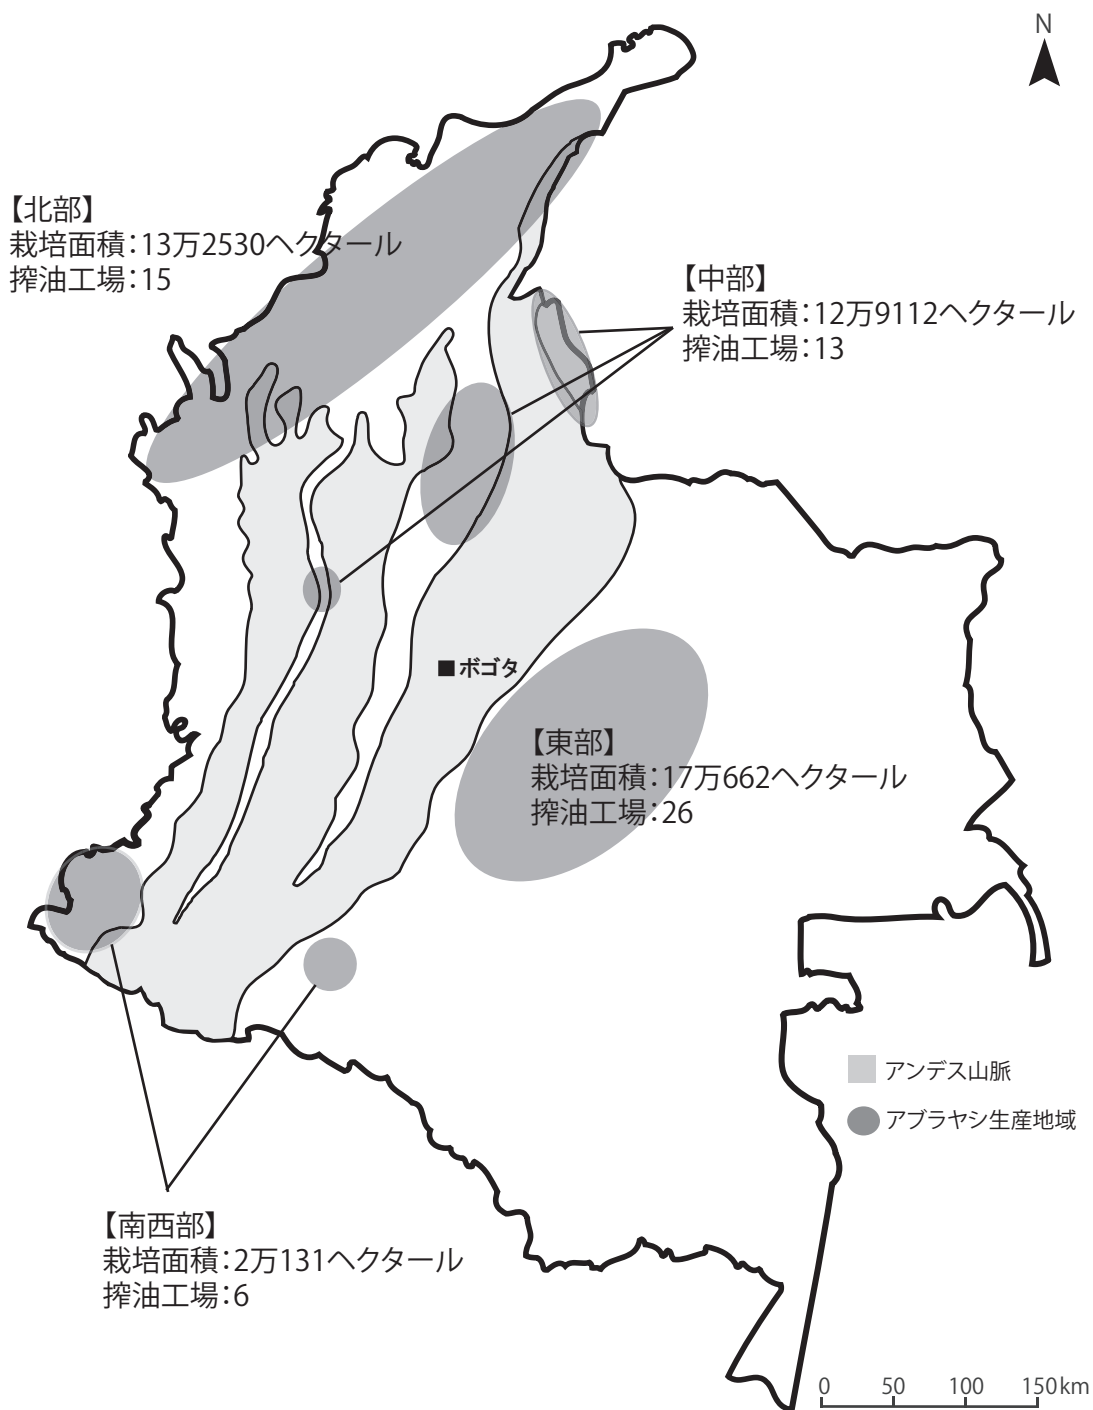 N
【北部】
栽培面積：13万2530ヘクタール
搾油工場：15
【中部】
栽培面積：12万9112ヘクタール
搾油工場：13
■ボゴタ
【東部】
栽培面積：17万662ヘクタール
搾油工場：26
アンデス山脈
アブラヤシ生産地域
【南西部】
栽培面積：2万131ヘクタール
搾油工場：6
0 50 100 150km